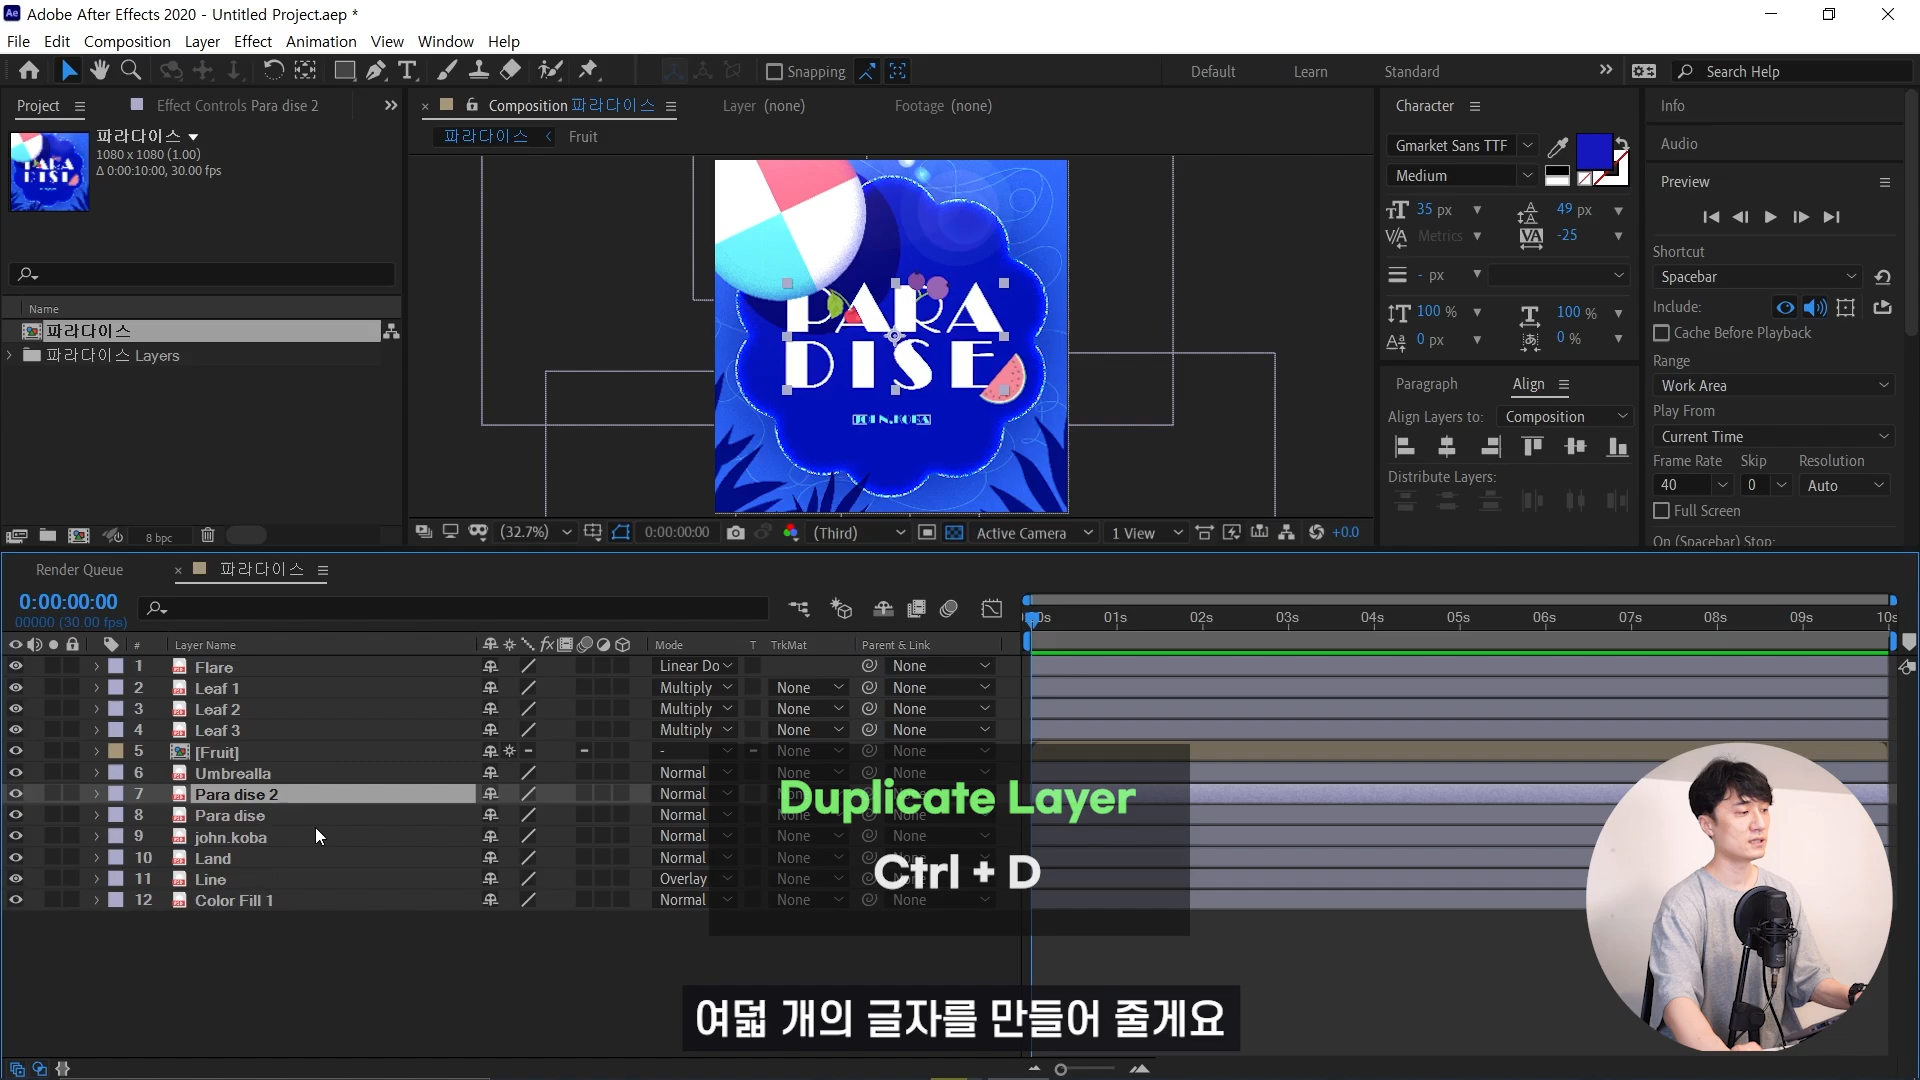 Adobe After Effects 2020 - Untitled Project.aep *
File Edit Composition Layer Effect Animation View Window Help
Snapping
Default Learn Standard
Search Help
Project
Effect Controls Para dise 2
파라다이스
1080 x 1080 (1.00)
Δ 0:00:10:00, 30.00 fps
Name
파라다이스
파라다이스 Layers
8 bpc
Composition 파라다이스
Layer (none)
Footage (none)
파라다이스 Fruit
PARA
DISE
JOHN.KOBA
(32.7%)
0:00:00:00
(Third)
Active Camera
1 View
+0.0
Character
Gmarket Sans TTF
Medium
35 px 49 px
Metrics -25
- px
100 % 100 %
0 px 0 %
Paragraph Align
Align Layers to: Composition
Distribute Layers:
Info
Audio
Preview
Shortcut
Spacebar
Include:
Cache Before Playback
Range
Work Area
Play From
Current Time
Frame Rate Skip Resolution
40 0 Auto
Full Screen
On (Spacebar) Stop:
Render Queue
파라다이스
0:00:00:00
00000 (30.00 fps)
# Layer Name Mode T TrkMat Parent & Link
01s 02s 03s 04s 05s 06s 07s 08s 09s
1 Flare Linear Do None
2 Leaf 1 Multiply None None
3 Leaf 2 Multiply None None
4 Leaf 3 Multiply None None
5 [Fruit] - None None
6 Umbrealla Normal None None
7 Para dise 2 Normal None None
8 Para dise Normal None None
9 john.koba Normal None None
10 Land Normal None None
11 Line Overlay None None
12 Color Fill 1 Normal None None
Duplicate Layer
Ctrl + D
여덟 개의 글자를 만들어 줄게요